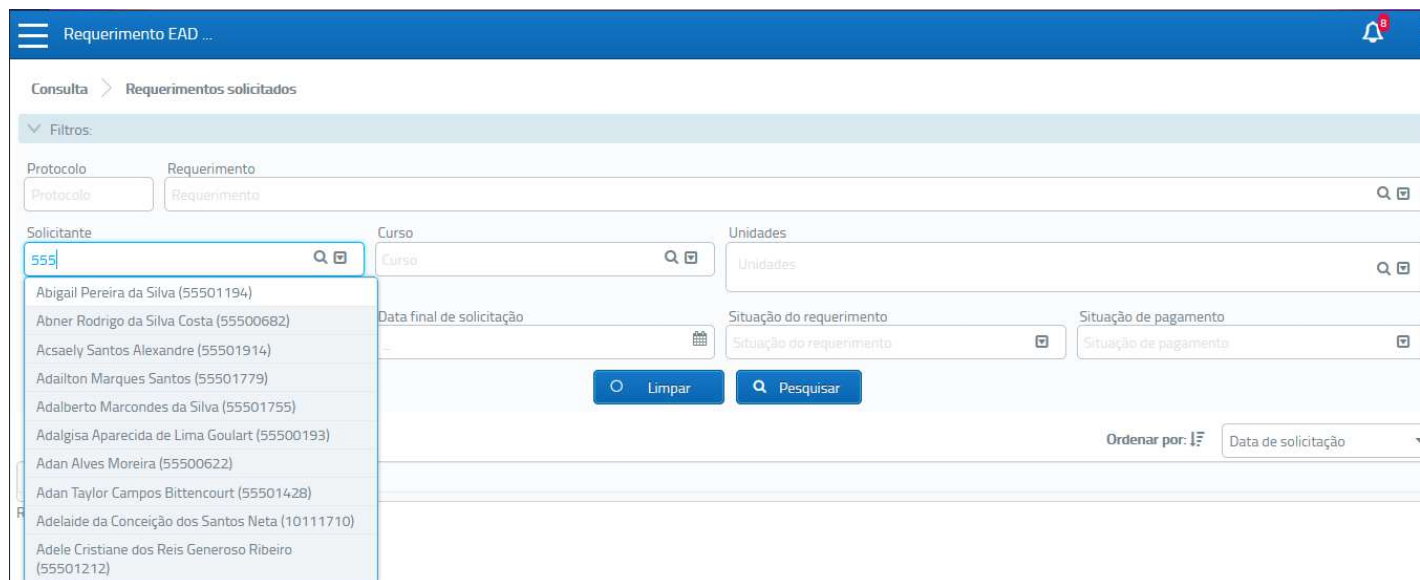 Requerimento EAD ...
8
Consulta
Requerimentos solicitados
Filtros:
Protocolo
Requerimento
Protocolo
Requerimento
Solicitante
Curso
Unidades
555
Curso
Unidades
Abigail Pereira da Silva (55501194)
Abner Rodrigo da Silva Costa (55500682)
Acsaely Santos Alexandre (55501914)
Adailton Marques Santos (55501779)
Adalberto Marcondes da Silva (55501755)
Adalgisa Aparecida de Lima Goulart (55500193)
Adan Alves Moreira (55500622)
Adan Taylor Campos Bittencourt (55501428)
Adelaide da Conceição dos Santos Neta (10111710)
Adele Cristiane dos Reis Generoso Ribeiro
(55501212)
Data final de solicitação
Situação do requerimento
Situação de pagamento
...
Situação do requerimento
Situação de pagamento
Limpar
Pesquisar
Ordenar por:
Data de solicitação
R